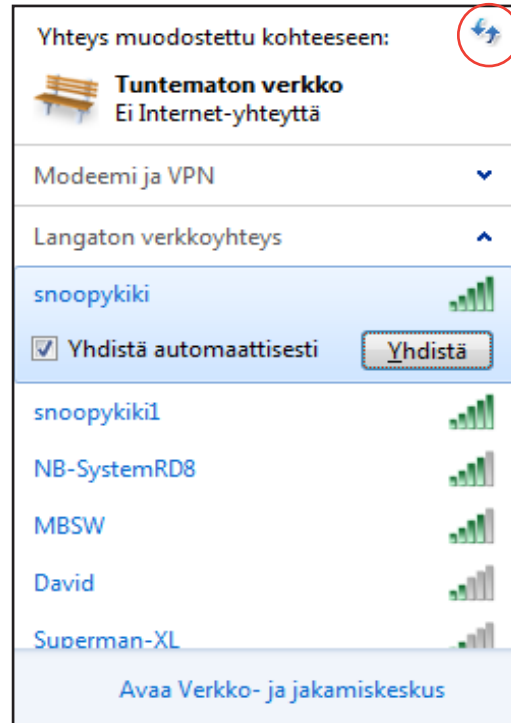 Yhteys muodostettu kohteeseen:
Tuntematon verkko
Ei Internet-yhteyttä
Modeemi ja VPN
Langaton verkkoyhteys
snoopykiki
Yhdistä automaattisesti Yhdistä
snoopykiki1
NB-SystemRD8
MBSW
David
Superman-XL
Avaa Verkko- ja jakamiskeskus